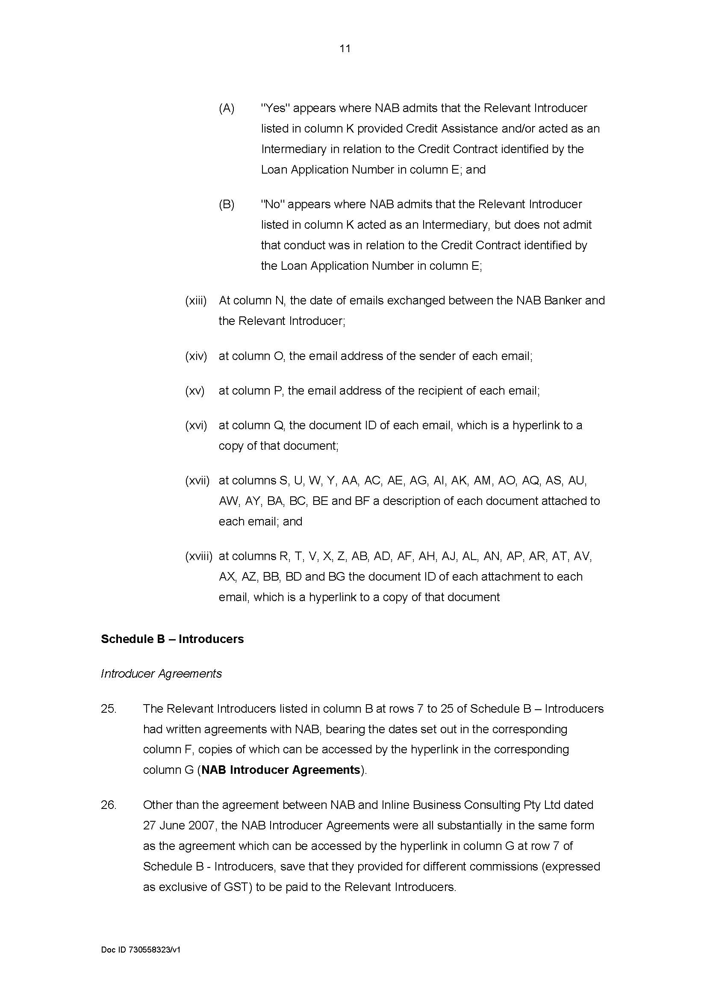 11
(A) "Yes" appears where NAB admits that the Relevant Introducer
listed in column K provided Credit Assistance and/or acted as an
Intermediary in relation to the Credit Contract identified by the
Loan Application Number in column E; and
(B) "No" appears where NAB admits that the Relevant Introducer
listed in column K acted as an Intermediary, but does not admit
that conduct was in relation to the Credit Contract identified by
the Loan Application Number in column E;
(xiii) At column N, the date of emails exchanged between the NAB Banker and
the Relevant Introducer;
(xiv) at column O, the email address of the sender of each email;
(xv) at column P, the email address of the recipient of each email;
(xvi) at column Q, the document ID of each email, which is a hyperlink to a
copy of that document;
(xvii) at columns S, U, W, Y, AA, AC, AE, AG, AI, AK, AM, AO, AQ, AS, AU,
AW, AY, BA, BC, BE and BF a description of each document attached to
each email; and
(xviii) at columns R, T, V, X, Z, AB, AD, AF, AH, AJ, AL, AN, AP, AR, AT, AV,
AX, AZ, BB, BD and BG the document ID of each attachment to each
email, which is a hyperlink to a copy of that document
Schedule B – Introducers
Introducer Agreements
25. The Relevant Introducers listed in column B at rows 7 to 25 of Schedule B – Introducers
had written agreements with NAB, bearing the dates set out in the corresponding
column F, copies of which can be accessed by the hyperlink in the corresponding
column G (NAB Introducer Agreements).
26. Other than the agreement between NAB and Inline Business Consulting Pty Ltd dated
27 June 2007, the NAB Introducer Agreements were all substantially in the same form
as the agreement which can be accessed by the hyperlink in column G at row 7 of
Schedule B - Introducers, save that they provided for different commissions (expressed
as exclusive of GST) to be paid to the Relevant Introducers.
Doc ID 730558323/v1